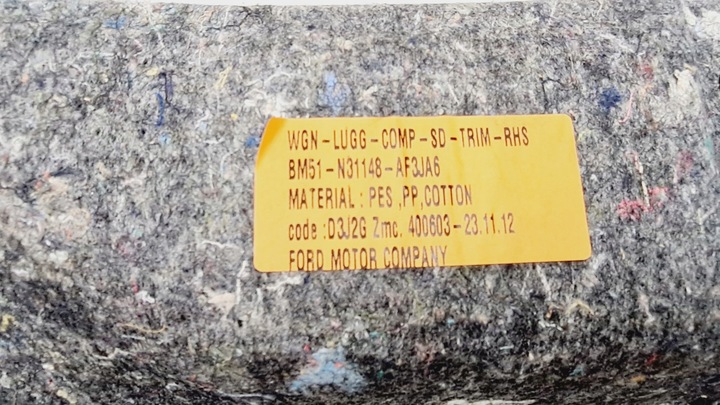 WGN-LUGG-COMP-SD-TRIM-RHS
BM51-N31148-AF3JA6
MATERIAL : PES ,PP,COTTON
code :D3J2G Zmc. 400603-23.11.12
FORD MOTOR COMPANY